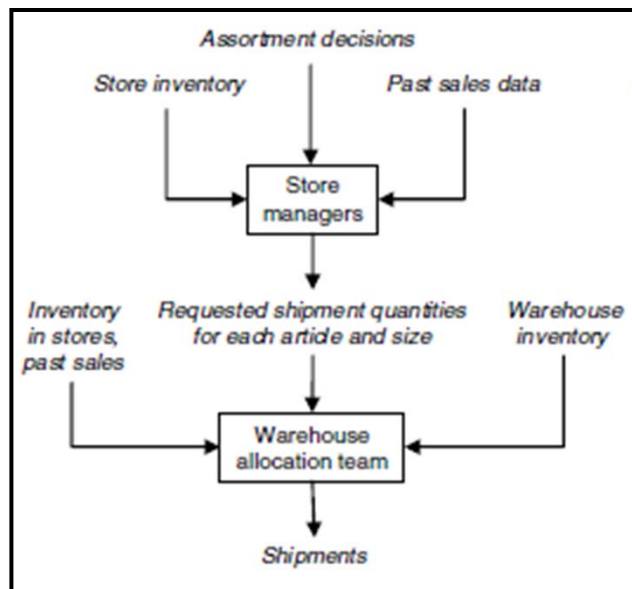 Assortment decisions
Store inventory
Past sales data
Store
managers
Inventory
in stores,
past sales
Requested shipment quantities
for each article and size
Warehouse
inventory
Warehouse
allocation team
Shipments